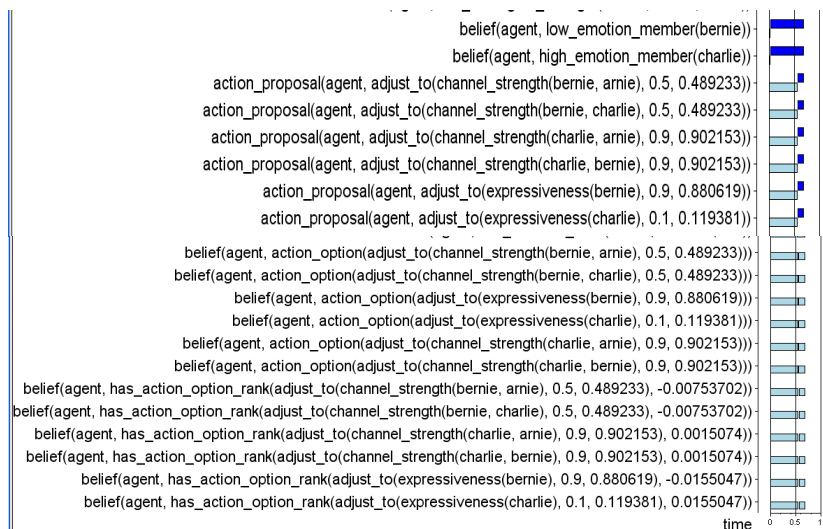 belief(agent, low_emotion_member(bernie))
belief(agent, high_emotion_member(charlie))
action_proposal(agent, adjust_to(channel_strength(bernie, arnie), 0.5, 0.489233))
action_proposal(agent, adjust_to(channel_strength(bernie, charlie), 0.5, 0.489233))
action_proposal(agent, adjust_to(channel_strength(charlie, arnie), 0.9, 0.902153))
action_proposal(agent, adjust_to(channel_strength(charlie, bernie), 0.9, 0.902153))
action_proposal(agent, adjust_to(expressiveness(bernie), 0.9, 0.880619))
action_proposal(agent, adjust_to(expressiveness(charlie), 0.1, 0.119381))
belief(agent, action_option(adjust_to(channel_strength(bernie, arnie), 0.5, 0.489233)))
belief(agent, action_option(adjust_to(channel_strength(bernie, charlie), 0.5, 0.489233)))
belief(agent, action_option(adjust_to(expressiveness(bernie), 0.9, 0.880619)))
belief(agent, action_option(adjust_to(expressiveness(charlie), 0.1, 0.119381)))
belief(agent, action_option(adjust_to(channel_strength(charlie, arnie), 0.9, 0.902153)))
belief(agent, action_option(adjust_to(channel_strength(charlie, bernie), 0.9, 0.902153)))
belief(agent, has_action_option_rank(adjust_to(channel_strength(bernie, arnie), 0.5, 0.489233), -0.00753702))
belief(agent, has_action_option_rank(adjust_to(channel_strength(bernie, charlie), 0.5, 0.489233), -0.00753702))
belief(agent, has_action_option_rank(adjust_to(channel_strength(charlie, arnie), 0.9, 0.902153), 0.0015074))
belief(agent, has_action_option_rank(adjust_to(channel_strength(charlie, bernie), 0.9, 0.902153), 0.0015074))
belief(agent, has_action_option_rank(adjust_to(expressiveness(bernie), 0.9, 0.880619), -0.0155047))
belief(agent, has_action_option_rank(adjust_to(expressiveness(charlie), 0.1, 0.119381), 0.0155047))
time 0 0.5 1